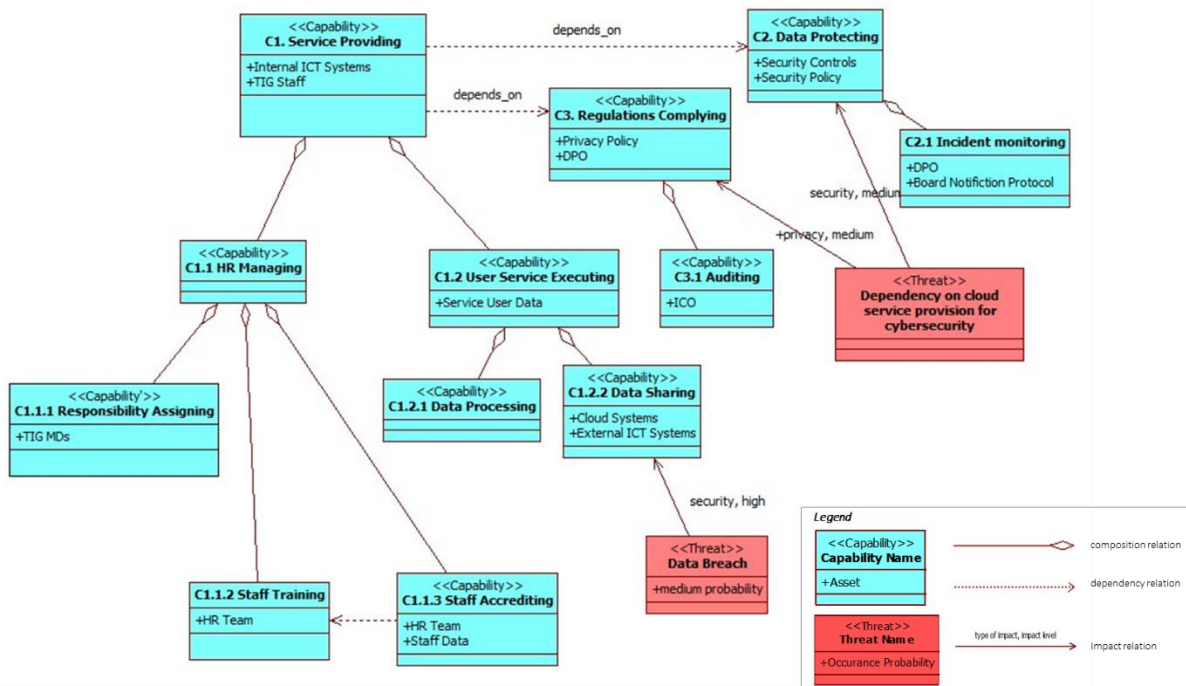 <<Capability>>
C1. Service Providing
+Internal ICT Systems
+TIG Staff
depends_on
<<Capability>>
C2. Data Protecting
+Security Controls
+Security Policy
depends_on
<<Capability>>
C3. Regulations Complying
+Privacy Policy
+DPO
C2.1 Incident monitoring
+DPO
+Board Notifiction Protocol
security, medium
+privacy, medium
<<Capability>>
C1.1 HR Managing
<<Capability>>
C1.2 User Service Executing
+Service User Data
<<Capability>>
C3.1 Auditing
+ICO
<<Threat>>
Dependency on cloud
service provision for
cybersecurity
<<Capability'>>
C1.1.1 Responsibility Assigning
+TIG MDs
<<Capability>>
C1.2.1 Data Processing
<<Capability>>
C1.2.2 Data Sharing
+Cloud Systems
+External ICT Systems
security, high
<<Threat>>
Data Breach
+medium probability
C1.1.2 Staff Training
+HR Team
<<Capability>>
C1.1.3 Staff Accrediting
+HR Team
+Staff Data
Legend
<<Capability>>
Capability Name
+Asset
composition relation
dependency relation
<<Threat>>
Threat Name
+Occurance Probability
type of impact, impact level
Impact relation